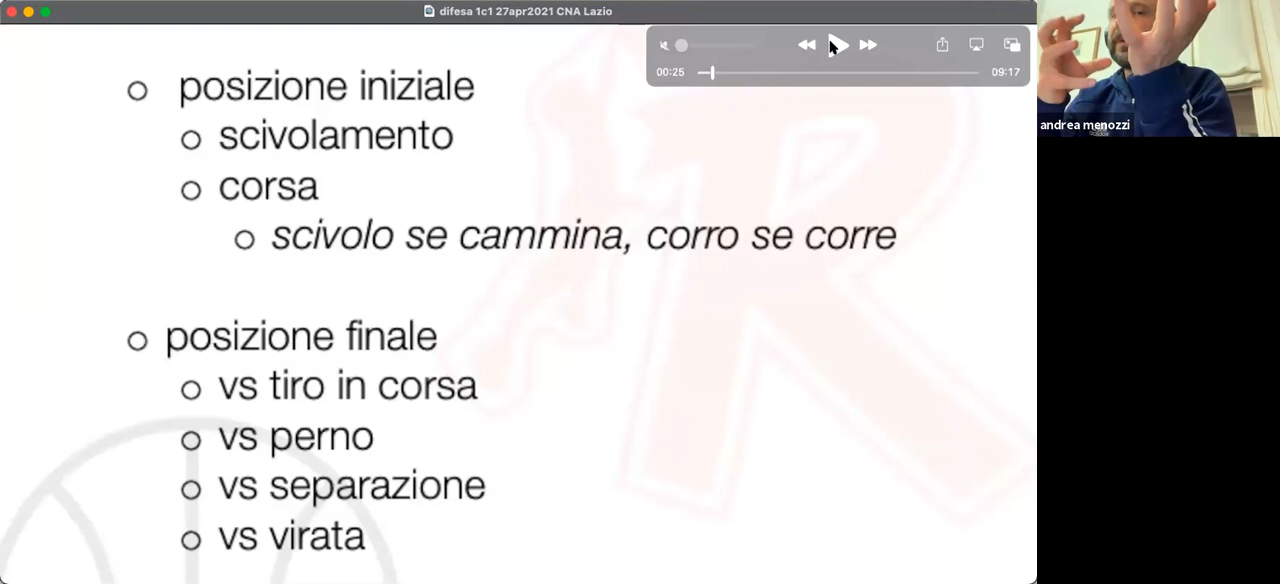 difesa 1c1 27apr2021 CNA Lazio
00:25
09:17
andrea menozzi
posizione iniziale
scivolamento
corsa
scivolo se cammina, corro se corre
posizione finale
vs tiro in corsa
vs perno
vs separazione
vs virata
R